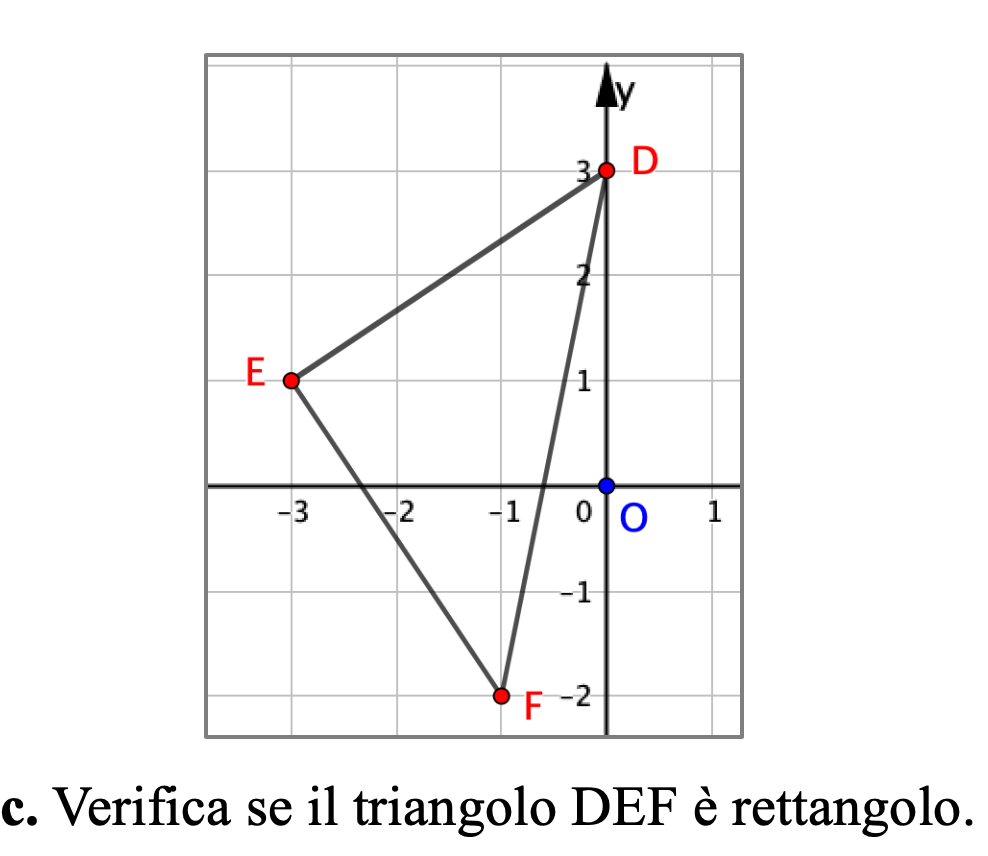 y
D
3
2
E
1
-3 -2 -1 0 1
O
-1
F -2
c. Verifica se il triangolo DEF è rettangolo.